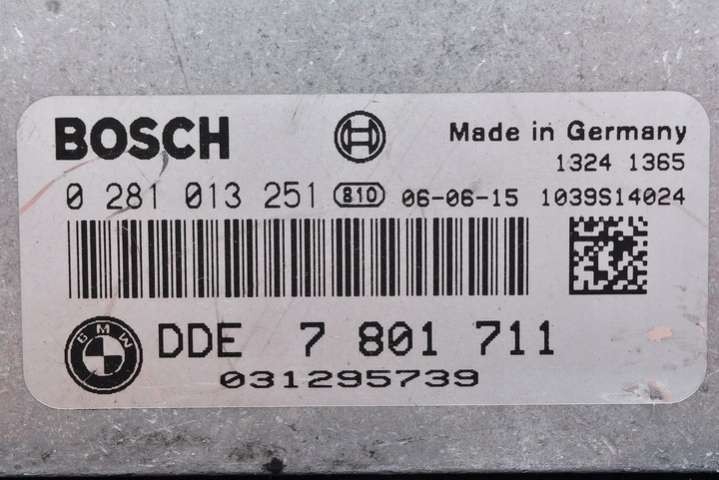 BOSCH
Made in Germany
1324 1365
0 281 013 251 810 06-06-15 1039S14024
BMW
DDE 7 801 711
031295739